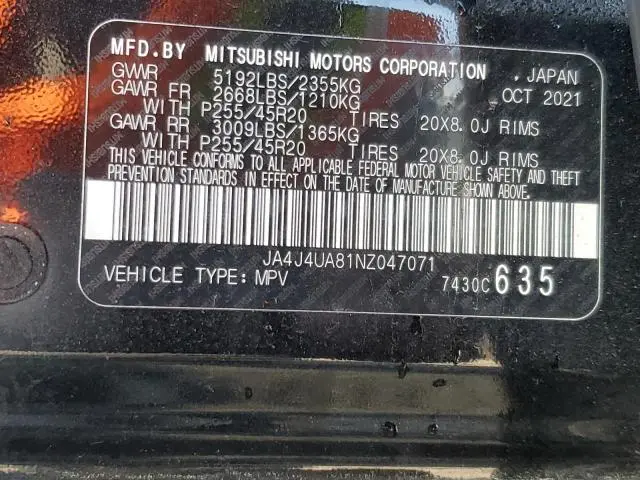 MFD.BY MITSUBISHI MOTORS CORPORATION , JAPAN
GVWR 5192LBS/2355KG OCT 2021
GAWR FR 2668LBS/1210KG
WITH P255/45R20 TIRES 20X8.0J RIMS
GAWR RR 3009LBS/1365KG
WITH P255/45R20 TIRES 20X8.0J RIMS
THIS VEHICLE CONFORMS TO ALL APPLICABLE FEDERAL MOTOR VEHICLE SAFETY AND THEFT
PREVENTION STANDARDS IN EFFECT ON THE DATE OF MANUFACTURE SHOWN ABOVE.
JA4J4UA81NZ047071
VEHICLE TYPE:MPV 7430C635